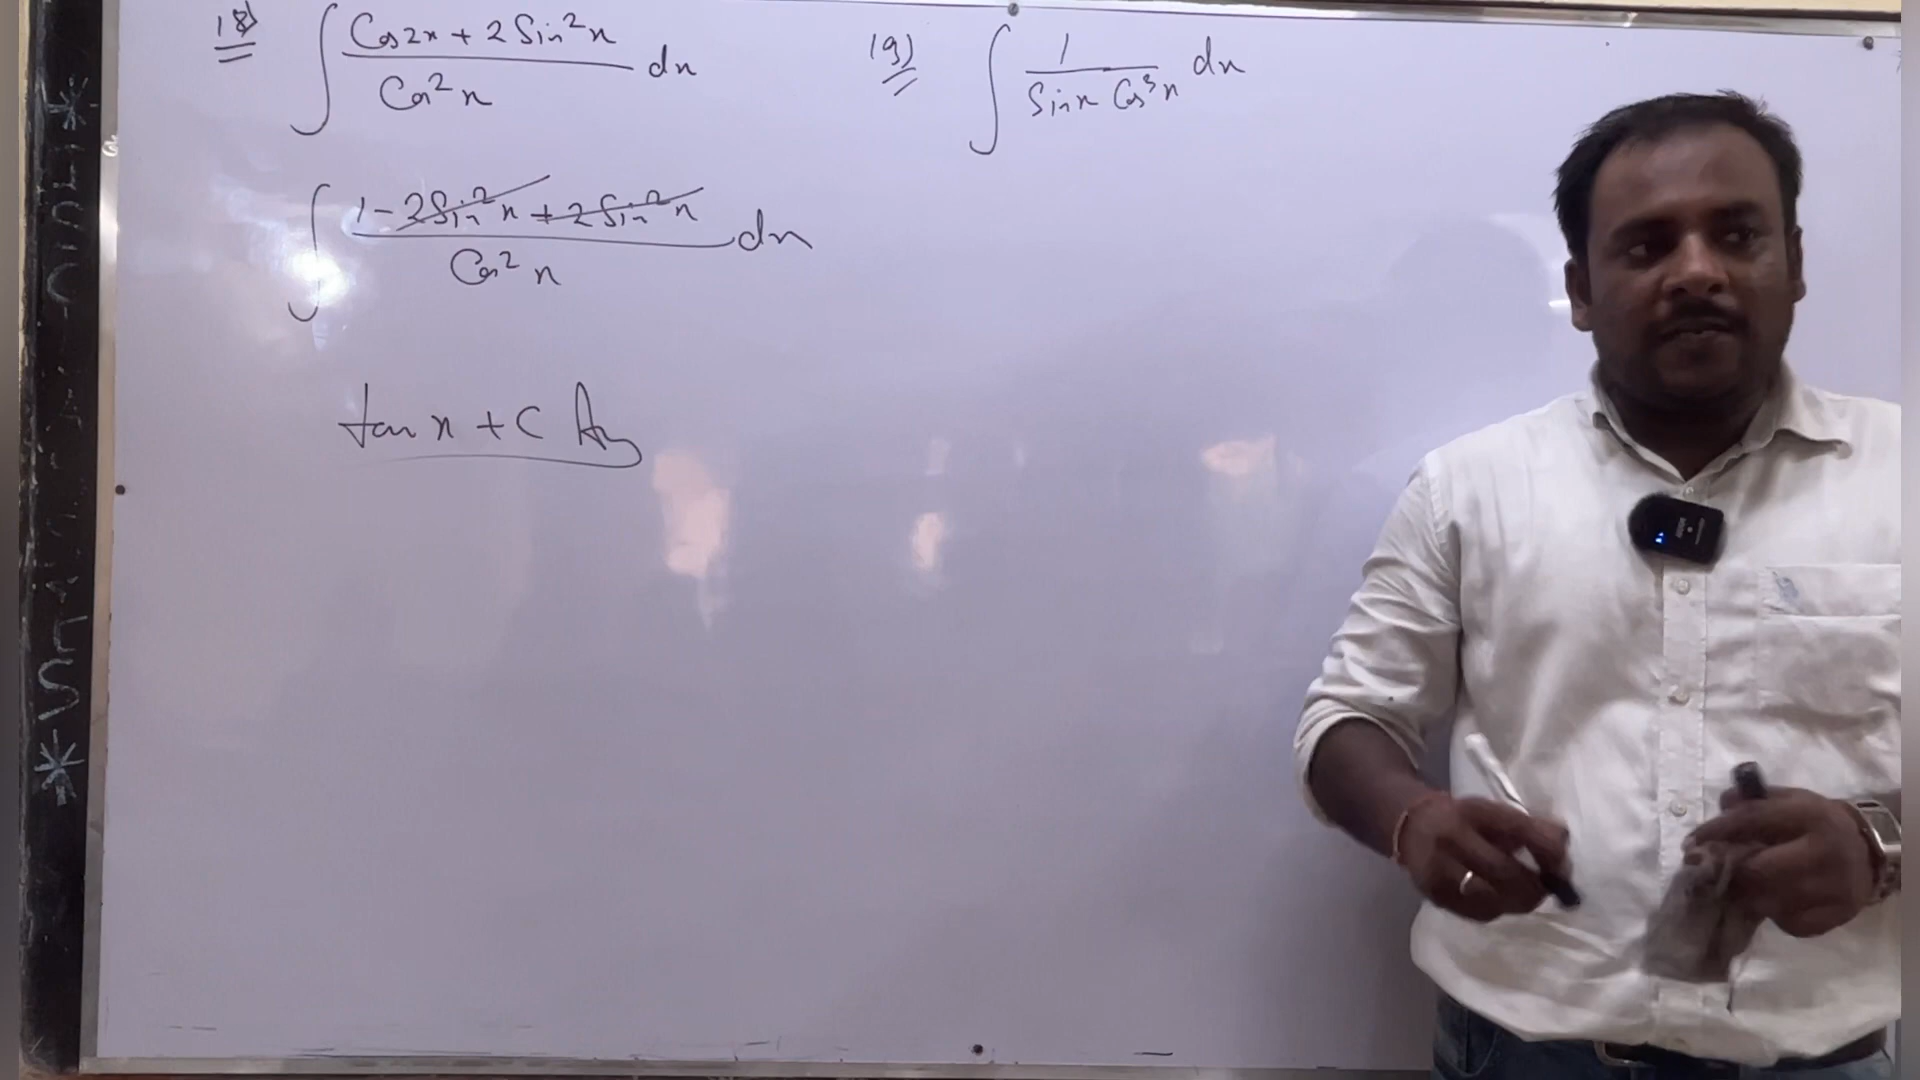 18) ∫ Cos2x + 2Sin²x / Cos²x dx
∫ 1 - 2Sin²x + 2Sin²x / Cos²x dx
tan x + C Ans
19) ∫ 1 / Sinx Cos³x dx